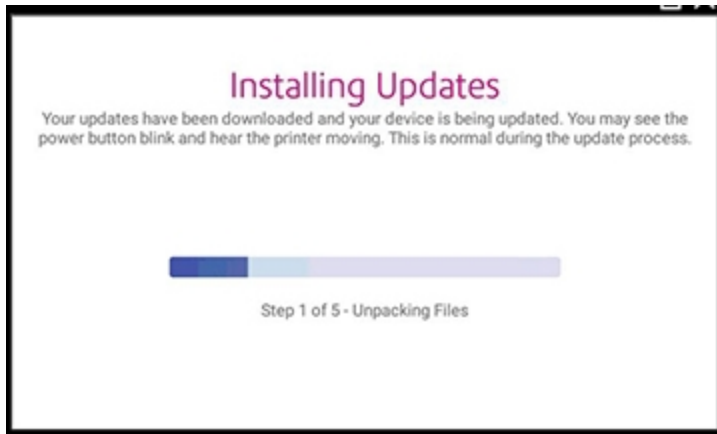 Installing Updates
Your updates have been downloaded and your device is being updated. You may see the
power button blink and hear the printer moving. This is normal during the update process.
Step 1 of 5 - Unpacking Files